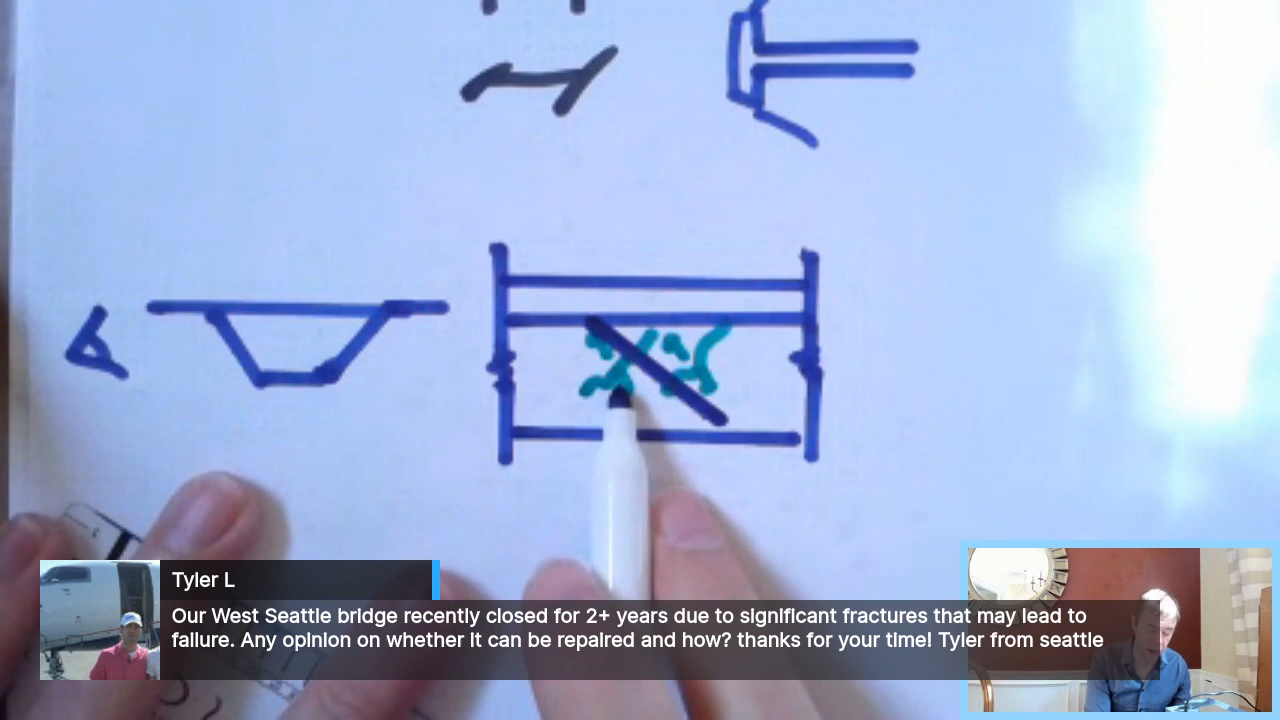 Tyler L
Our West Seattle bridge recently closed for 2+ years due to significant fractures that may lead to
failure. Any opinion on whether it can be repaired and how? thanks for your time! Tyler from seattle